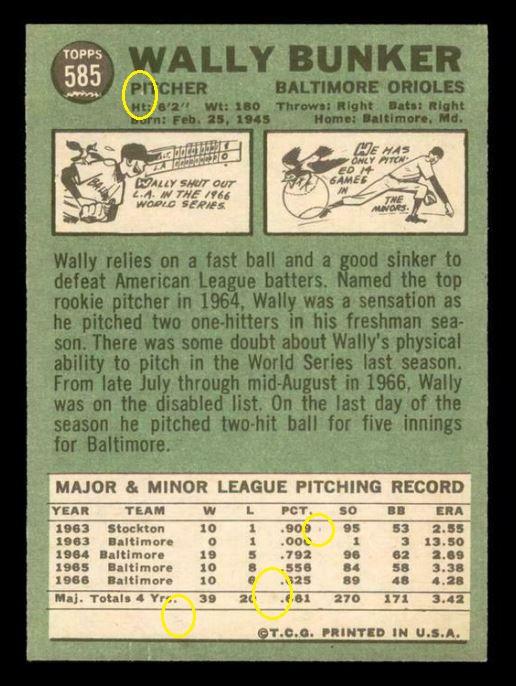 TOPPS
585
WALLY BUNKER
PITCHER BALTIMORE ORIOLES
Ht: 6'2" Wt: 180 Throws: Right Bats: Right
Born: Feb. 25, 1945 Home: Baltimore, Md.
WALLY SHUT OUT
L.A. IN THE 1966
WORLD SERIES.
HE HAS
ONLY PITCH-
ED 14
GAMES
IN
THE
MINORS.
Wally relies on a fast ball and a good sinker to
defeat American League batters. Named the top
rookie pitcher in 1964, Wally was a sensation as
he pitched two one-hitters in his freshman sea-
son. There was some doubt about Wally's physical
ability to pitch in the World Series last season.
From late July through mid-August in 1966, Wally
was on the disabled list. On the last day of the
season he pitched two-hit ball for five innings
for Baltimore.
MAJOR & MINOR LEAGUE PITCHING RECORD
YEAR TEAM W L PCT. SO BB ERA
1963 Stockton 10 1 .909 95 53 2.55
1963 Baltimore 0 1 .000 1 3 13.50
1964 Baltimore 19 5 .792 96 62 2.69
1965 Baltimore 10 8 .556 84 58 3.38
1966 Baltimore 10 6 .625 89 48 4.28
Maj. Totals 4 Yrs. 39 20 .661 270 171 3.42
©T.C.G. PRINTED IN U.S.A.